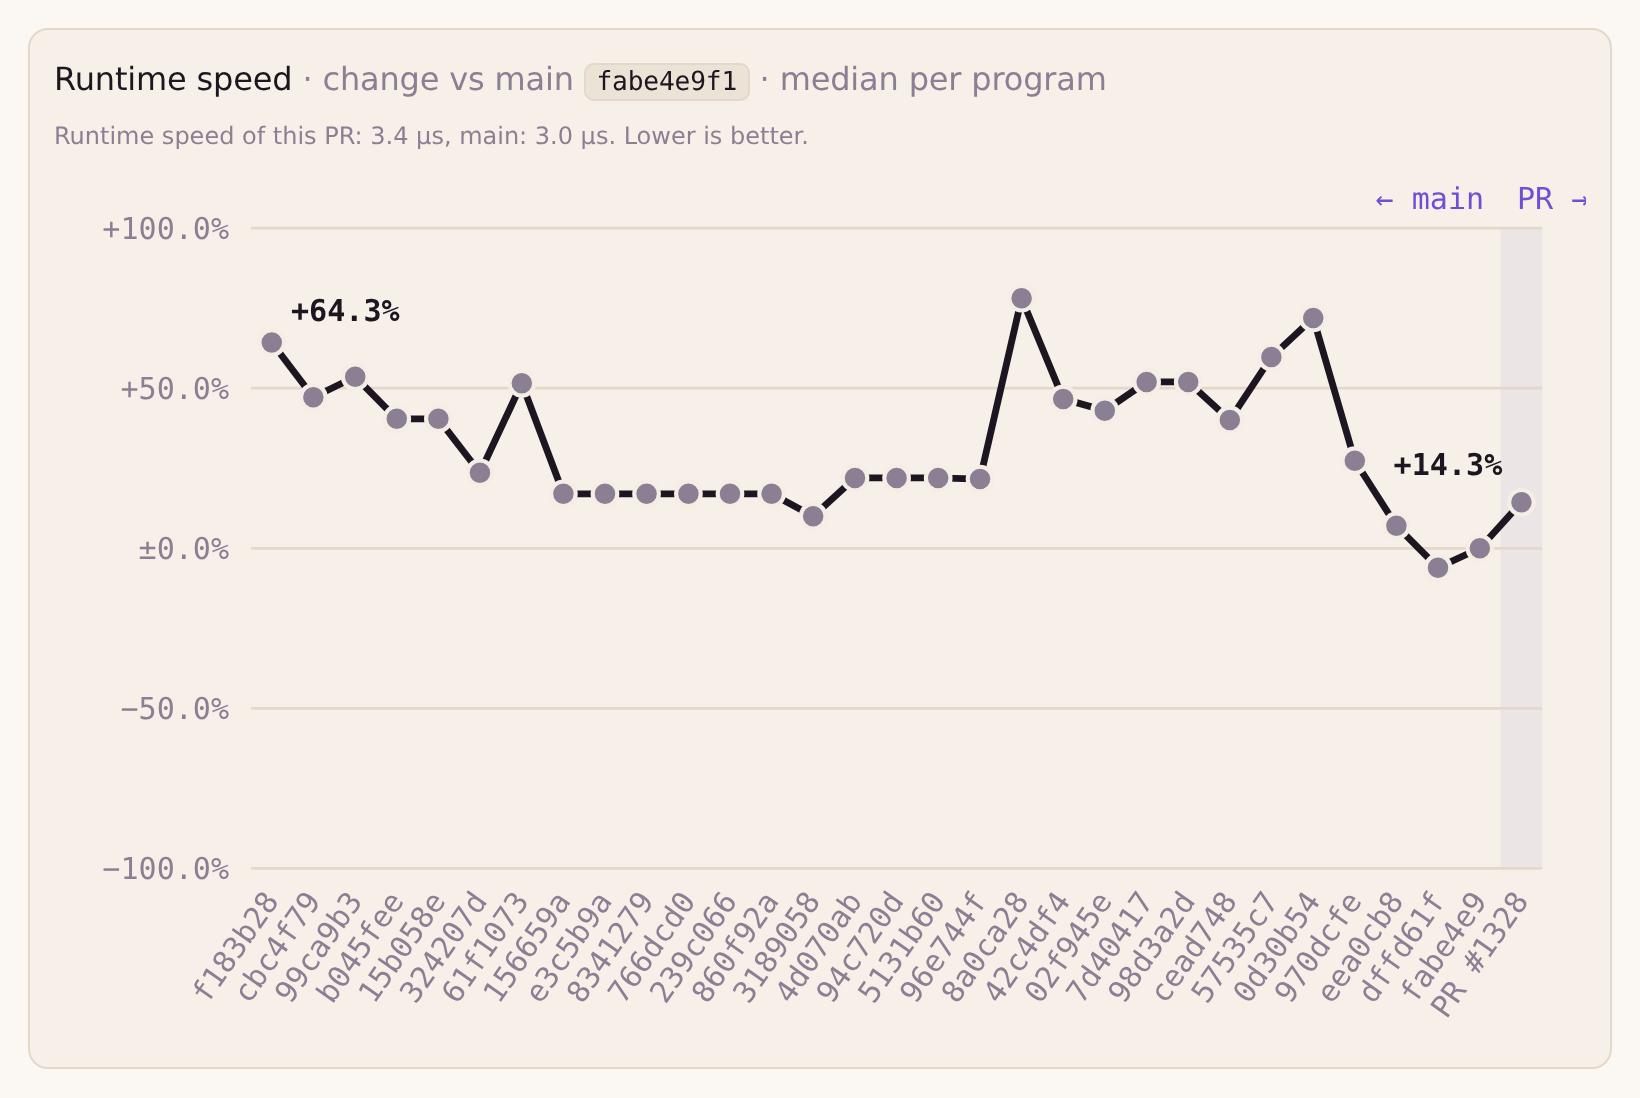 Runtime speed · change vs main fabe4e9f1 · median per program
Runtime speed of this PR: 3.4 µs, main: 3.0 µs. Lower is better.
← main PR →
+100.0%
+50.0%
±0.0%
−50.0%
−100.0%
+64.3%
+14.3%
f183b28
cbc4f79
99ca9b3
b045fee
15b058e
324207d
61f1073
156659a
e3c5b9a
8341279
766dcd0
239c066
860f92a
3189058
4d070ab
94c720d
5131b60
96e744f
8a0ca28
42c4df4
02f945e
7d40417
98d3a2d
cead748
57535c7
0d30b54
970dcfe
eea0cb8
dffd61f
fabe4e9
PR #1328